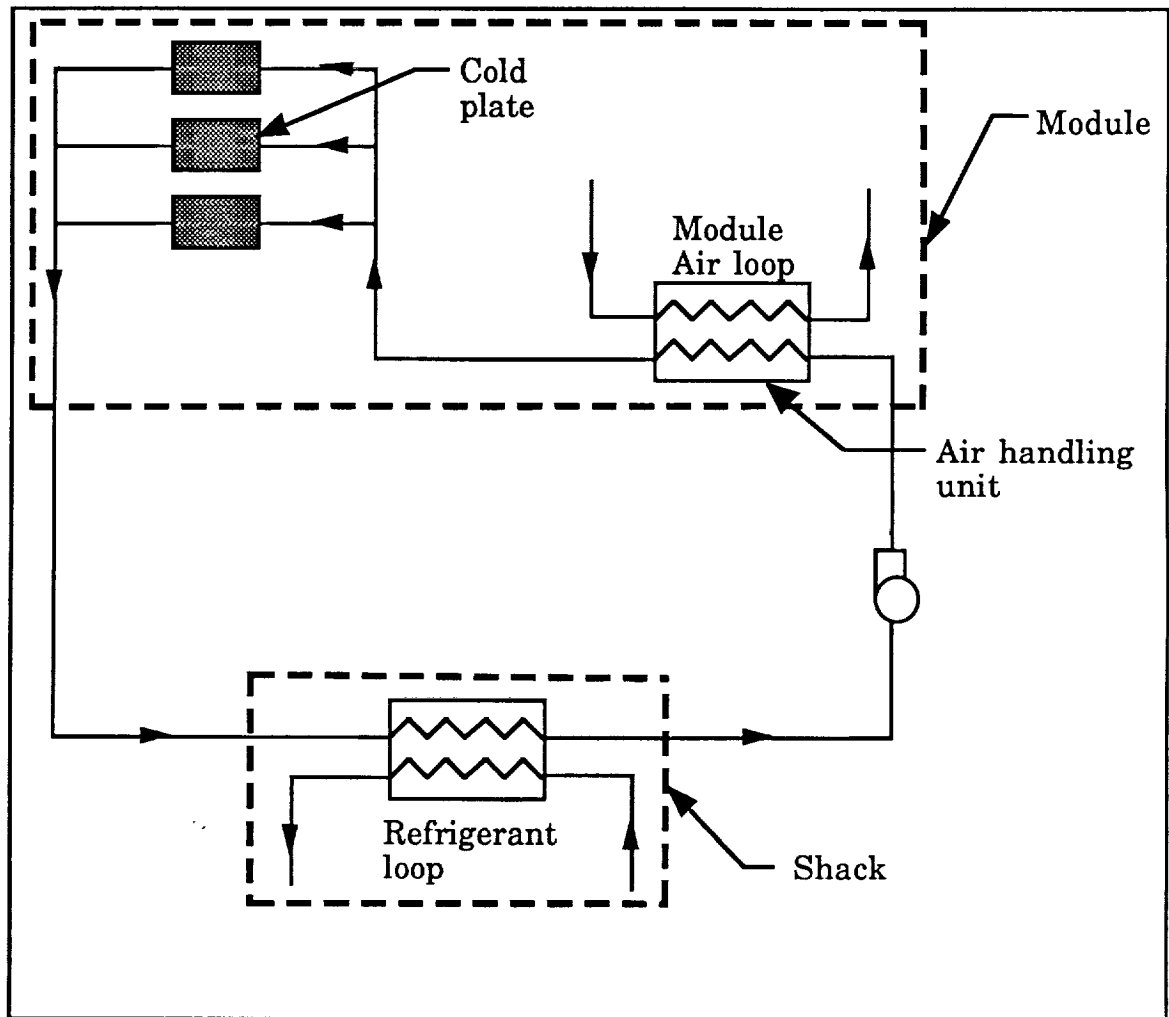 Cold
plate
Module
Module
Air loop
Air handling
unit
Refrigerant
loop
Shack